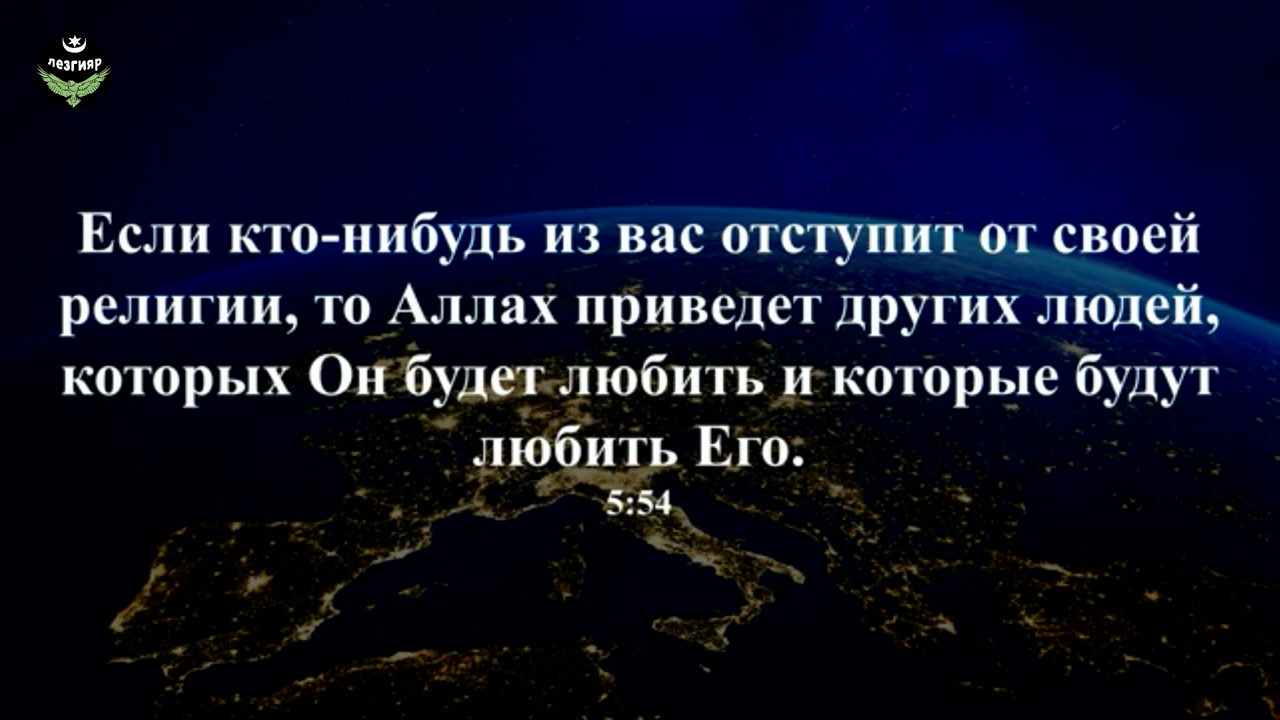 лезгияр
Если кто-нибудь из вас отступит от своей
религии, то Аллах приведет других людей,
которых Он будет любить и которые будут
любить Его.
5:54